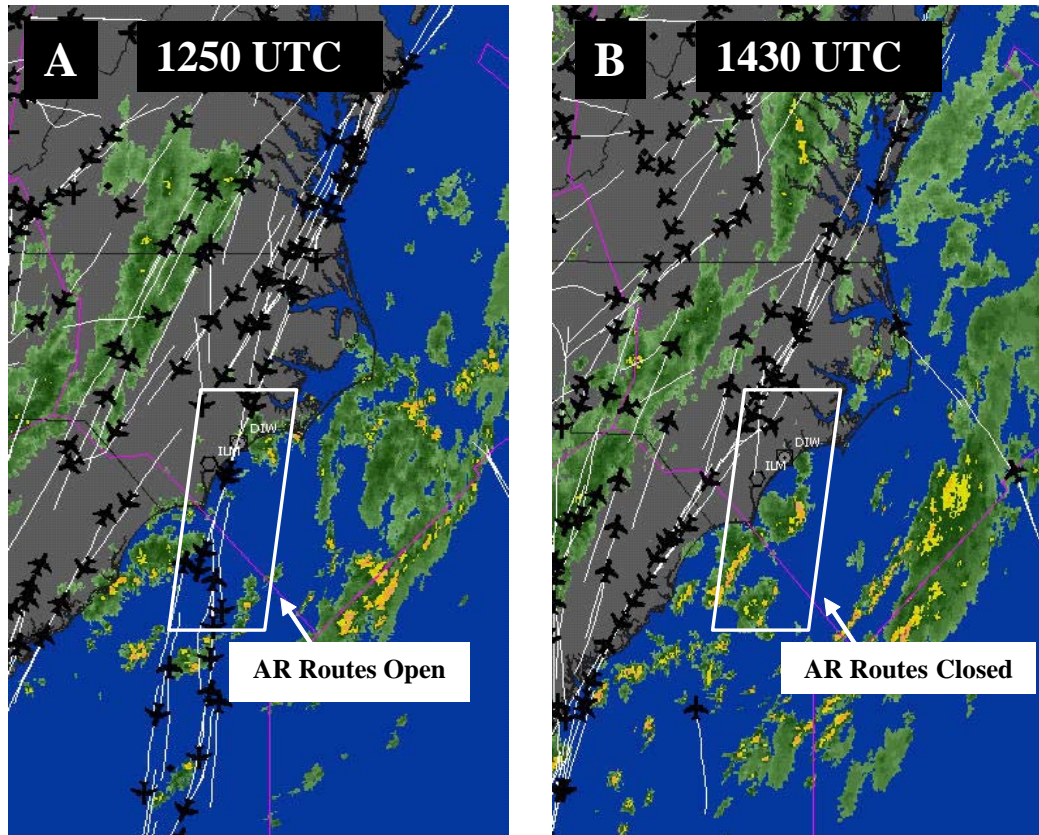 A
1250 UTC
DIW
ILM
AR Routes Open
B
1430 UTC
DIW
ILM
AR Routes Closed